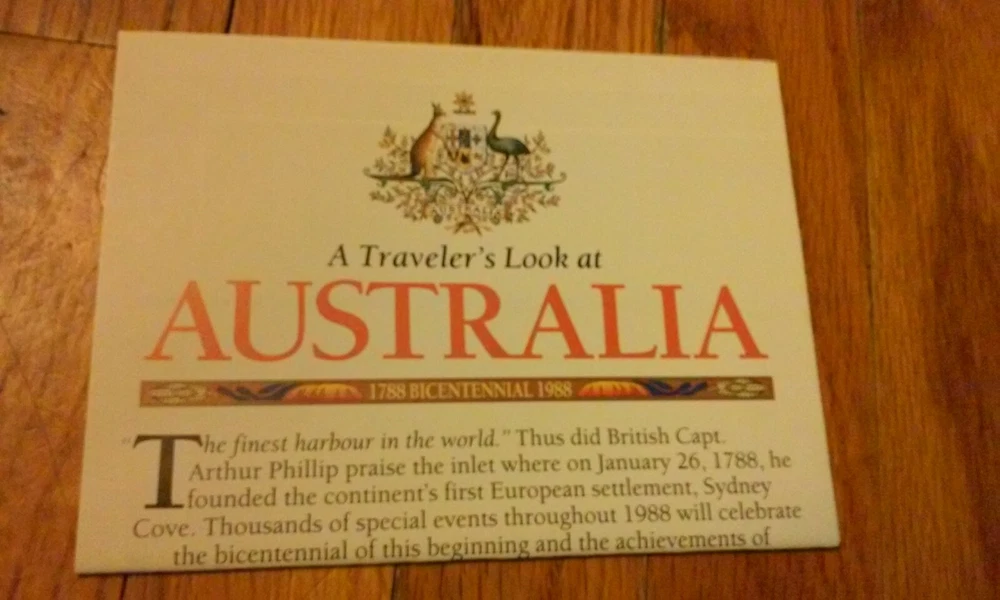 AUSTRALIA
A Traveler's Look at
AUSTRALIA
1788 BICENTENNIAL 1988
"The finest harbour in the world." Thus did British Capt.
Arthur Phillip praise the inlet where on January 26, 1788, he
founded the continent's first European settlement, Sydney
Cove. Thousands of special events throughout 1988 will celebrate
the bicentennial of this beginning and the achievements of